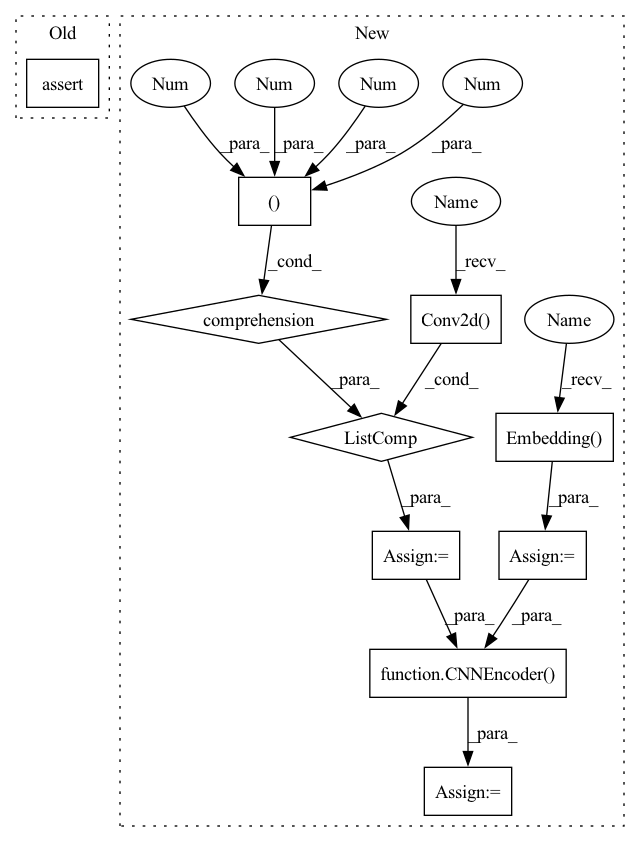 Old
New
assert
Num
Num
Num
Num
_para_
_para_
_para_
_para_
()
Name
_cond_
_recv_
comprehension
Conv2d()
Name
_para_
_cond_
_recv_
ListComp
Embedding()
_para_
_para_
Assign:=
Assign:=
_para_
_para_
function.CNNEncoder()
_para_
Assign:=